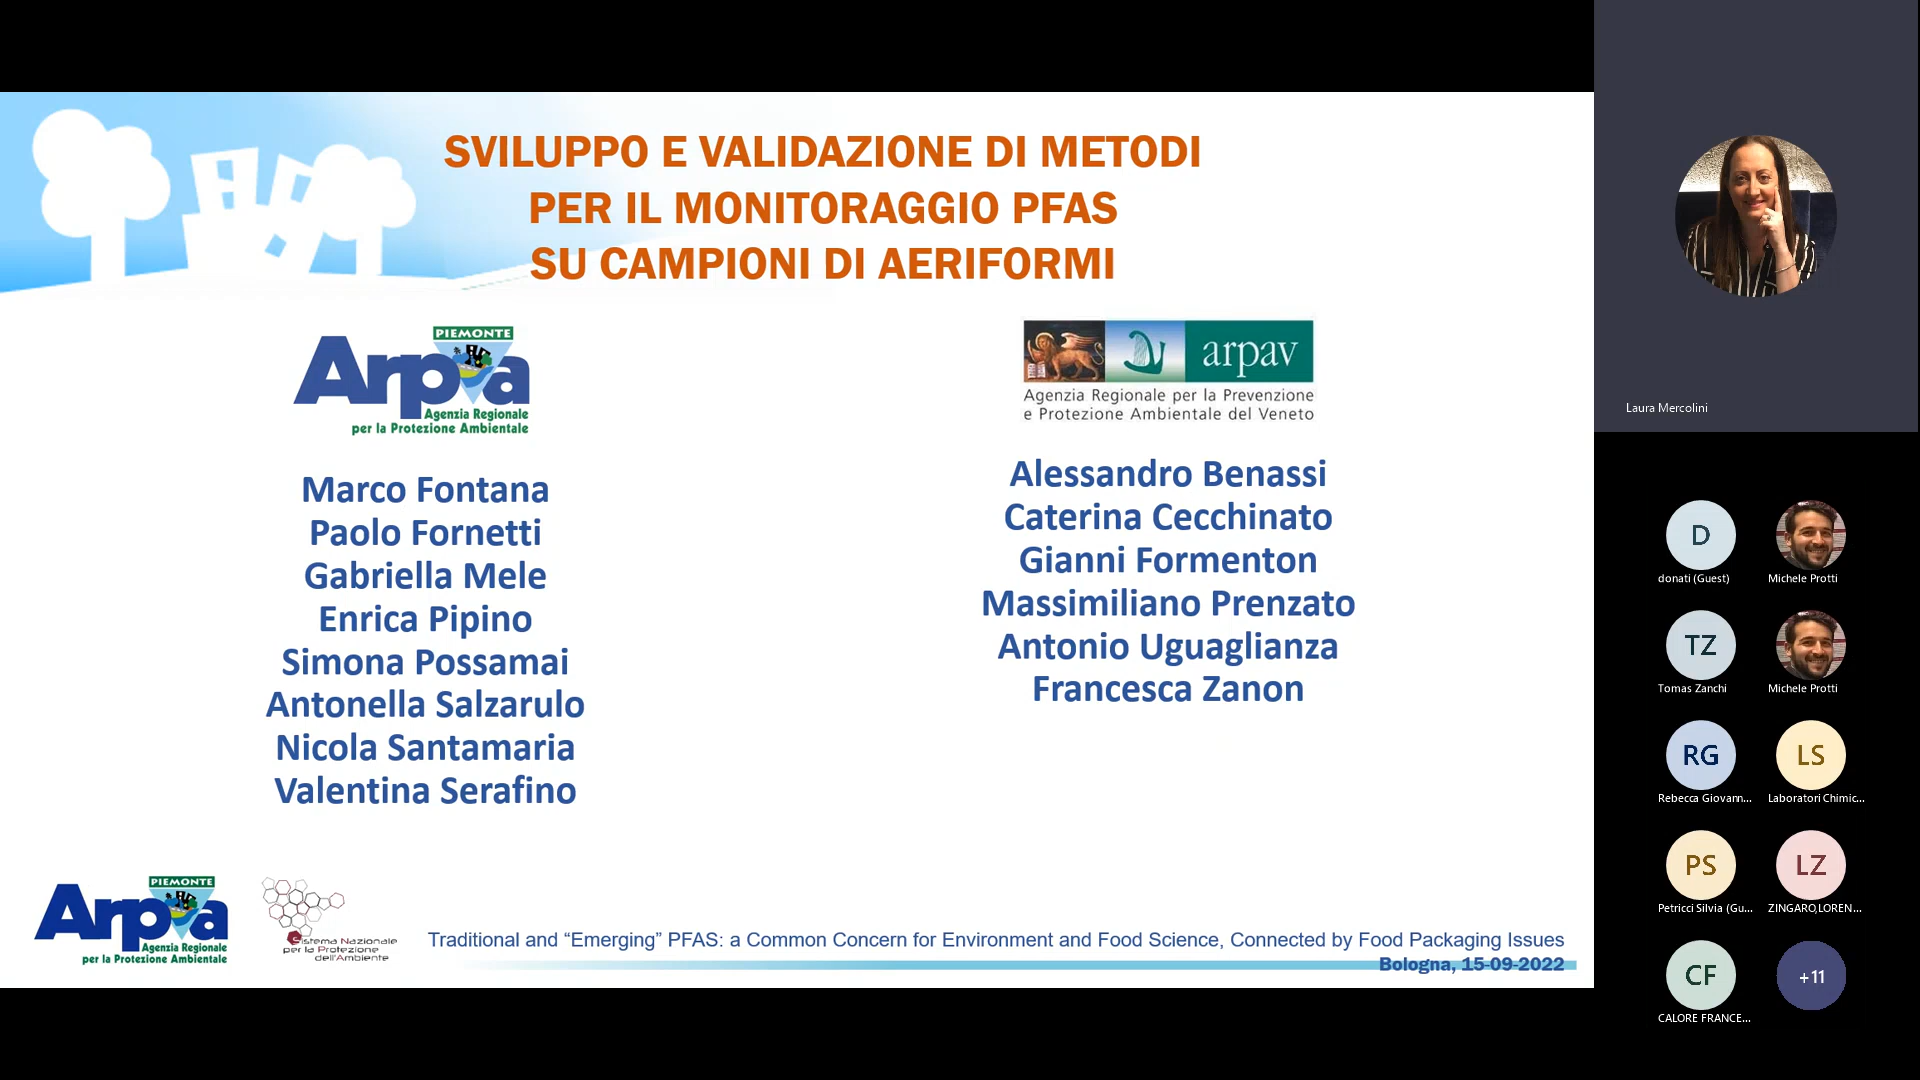 SVILUPPO E VALIDAZIONE DI METODI
PER IL MONITORAGGIO PFAS
SU CAMPIONI DI AERIFORMI
PIEMONTE
Arpa
Agenzia Regionale
per la Protezione Ambientale
Marco Fontana
Paolo Fornetti
Gabriella Mele
Enrica Pipino
Simona Possamai
Antonella Salzarulo
Nicola Santamaria
Valentina Serafino
arpav
Agenzia Regionale per la Prevenzione
e Protezione Ambientale del Veneto
Alessandro Benassi
Caterina Cecchinato
Gianni Formenton
Massimiliano Prenzato
Antonio Uguaglianza
Francesca Zanon
PIEMONTE
Arpa
Agenzia Regionale
per la Protezione Ambientale
Sistema Nazionale
per la Protezione
dell'Ambiente
Traditional and “Emerging” PFAS: a Common Concern for Environment and Food Science, Connected by Food Packaging Issues
Bologna, 15-09-2022
Laura Mercolini
D
donati (Guest)
Michele Protti
TZ
Tomas Zanchi
Michele Protti
RG
Rebecca Giovann...
LS
Laboratori Chimic...
PS
Petricci Silvia (Gu...
LZ
ZINGARO,LOREN...
CF
CALORE FRANCE...
+11